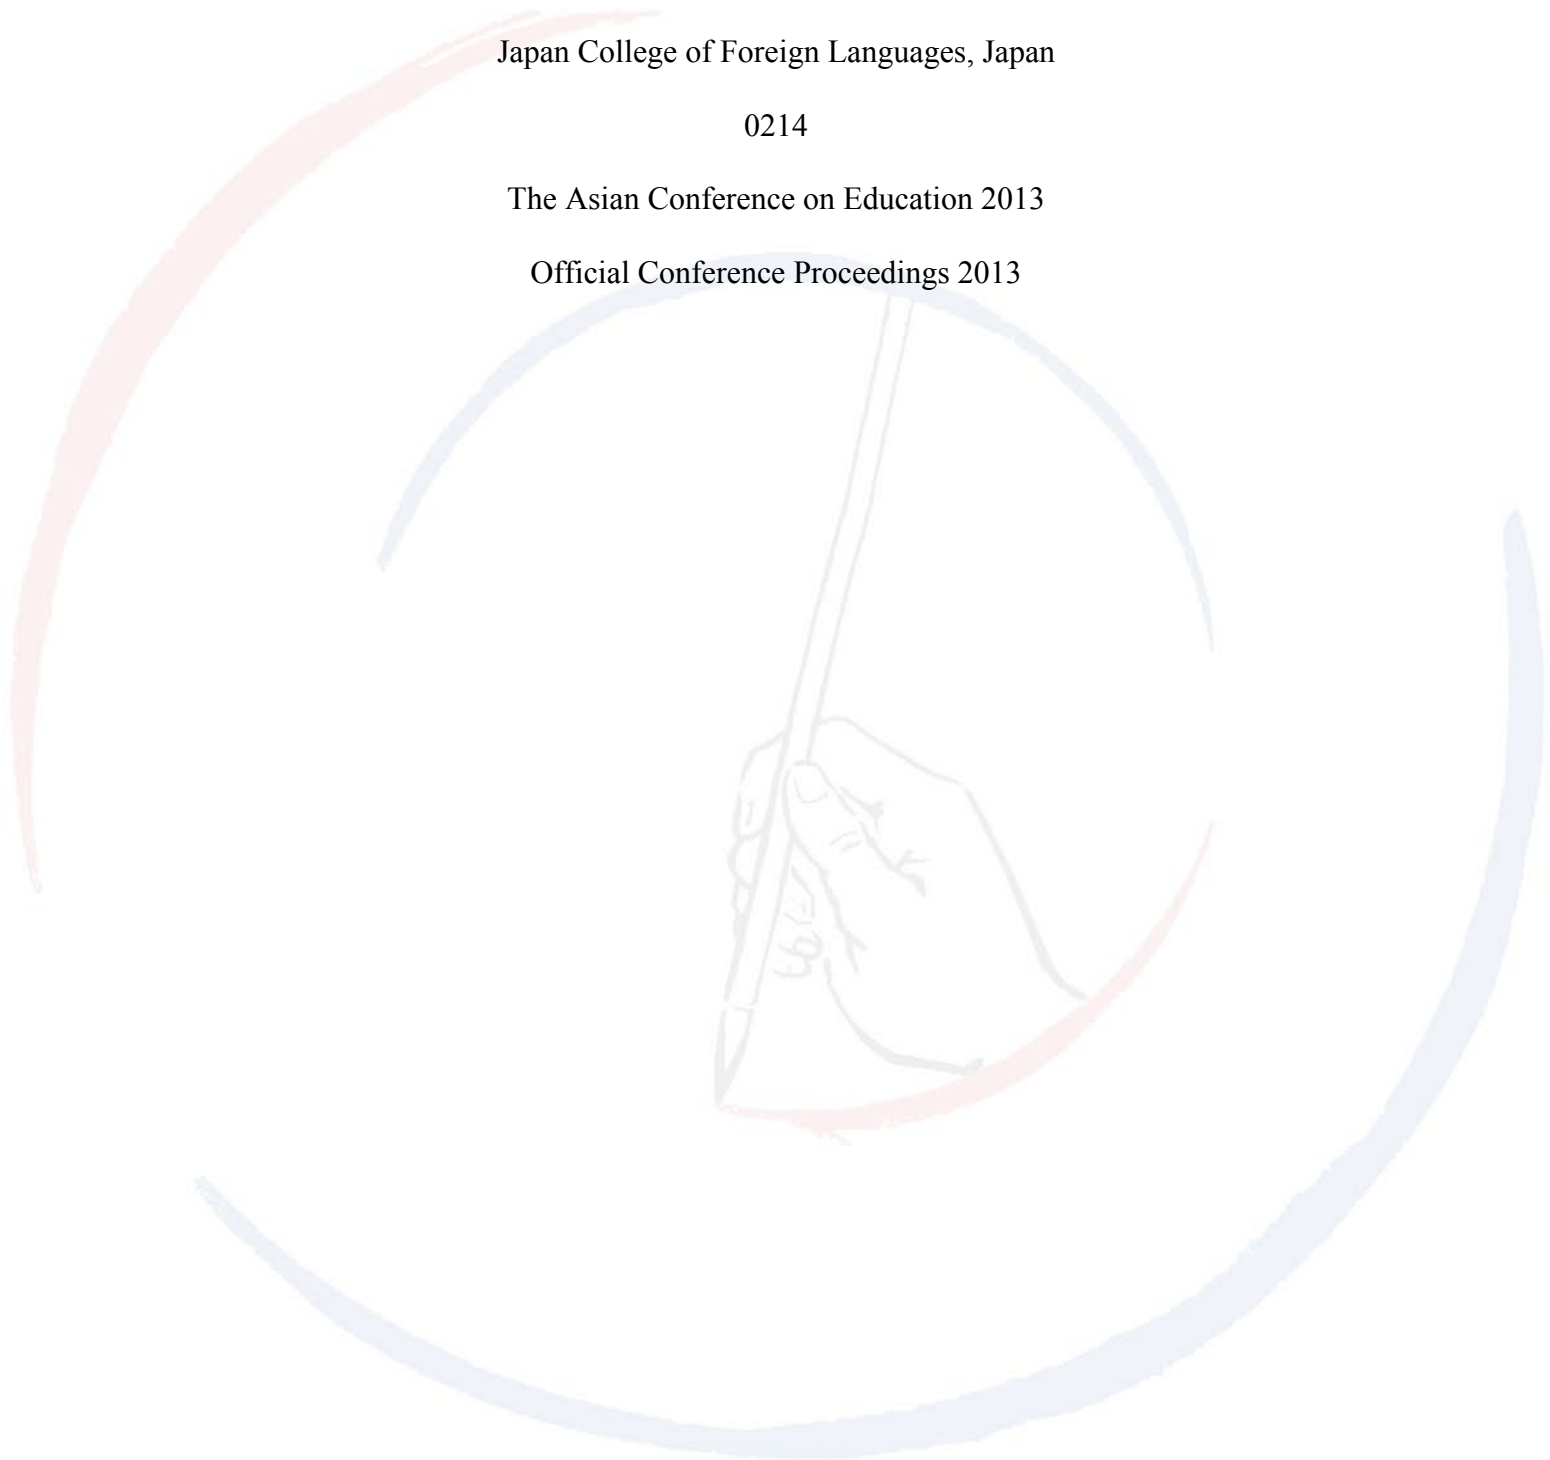 Japan College of Foreign Languages, Japan
0214
The Asian Conference on Education 2013
Official Conference Proceedings 2013